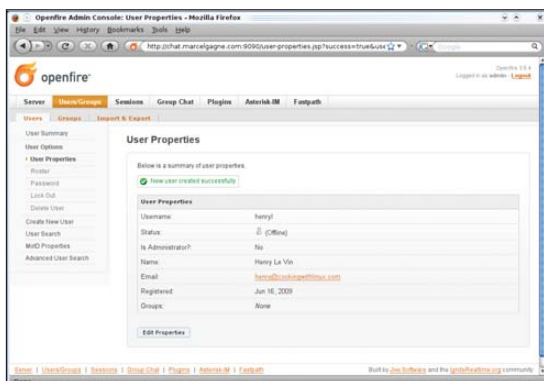 Openfire Admin Console: User Properties - Mozilla Firefox
File Edit View History Bookmarks Tools Help
http://chat.marcelgagne.com:9090/user-properties.jsp?success=true&use
Google
openfire
Logged in as admin - Logout
Server Users/Groups Sessions Group Chat Plugins Asterisk-IM Fastpath
Users Groups Import & Export
User Summary
User Options
User Properties
Roster
Password
Lock Out
Delete User
Create New User
User Search
MotD Properties
Advanced User Search
User Properties
Below is a summary of user properties.
New user created successfully
User Properties
Username: henryl
Status: (Offline)
Is Administrator?: No
Name: Henry Le Vin
Email: henry@cookingwithlinux.com
Registered: Jun 16, 2009
Groups: None
Edit Properties
Server | Users/Groups | Sessions | Group Chat | Plugins | Asterisk-IM | Fastpath
Built by Jive Software and the IgniteRealtime.org community
Done